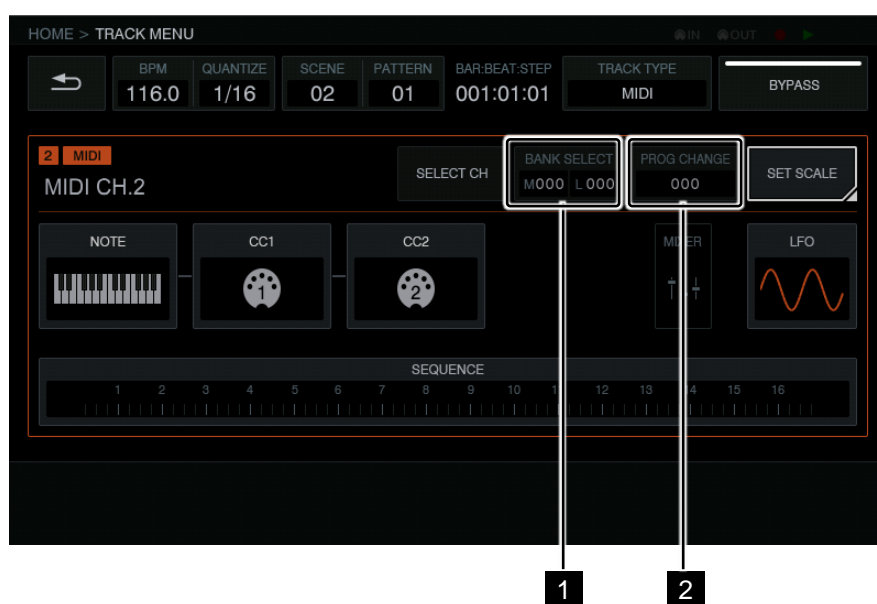 HOME > TRACK MENU
IN OUT
BPM QUANTIZE SCENE PATTERN BAR:BEAT:STEP TRACK TYPE
116.0 1/16 02 01 001:01:01 MIDI BYPASS
2 MIDI
MIDI CH.2
SELECT CH
BANK SELECT
M000 L000
PROG CHANGE
000
SET SCALE
NOTE CC1 CC2 MIXER LFO
1 2
SEQUENCE
1 2 3 4 5 6 7 8 9 10 11 12 13 14 15 16
1 2